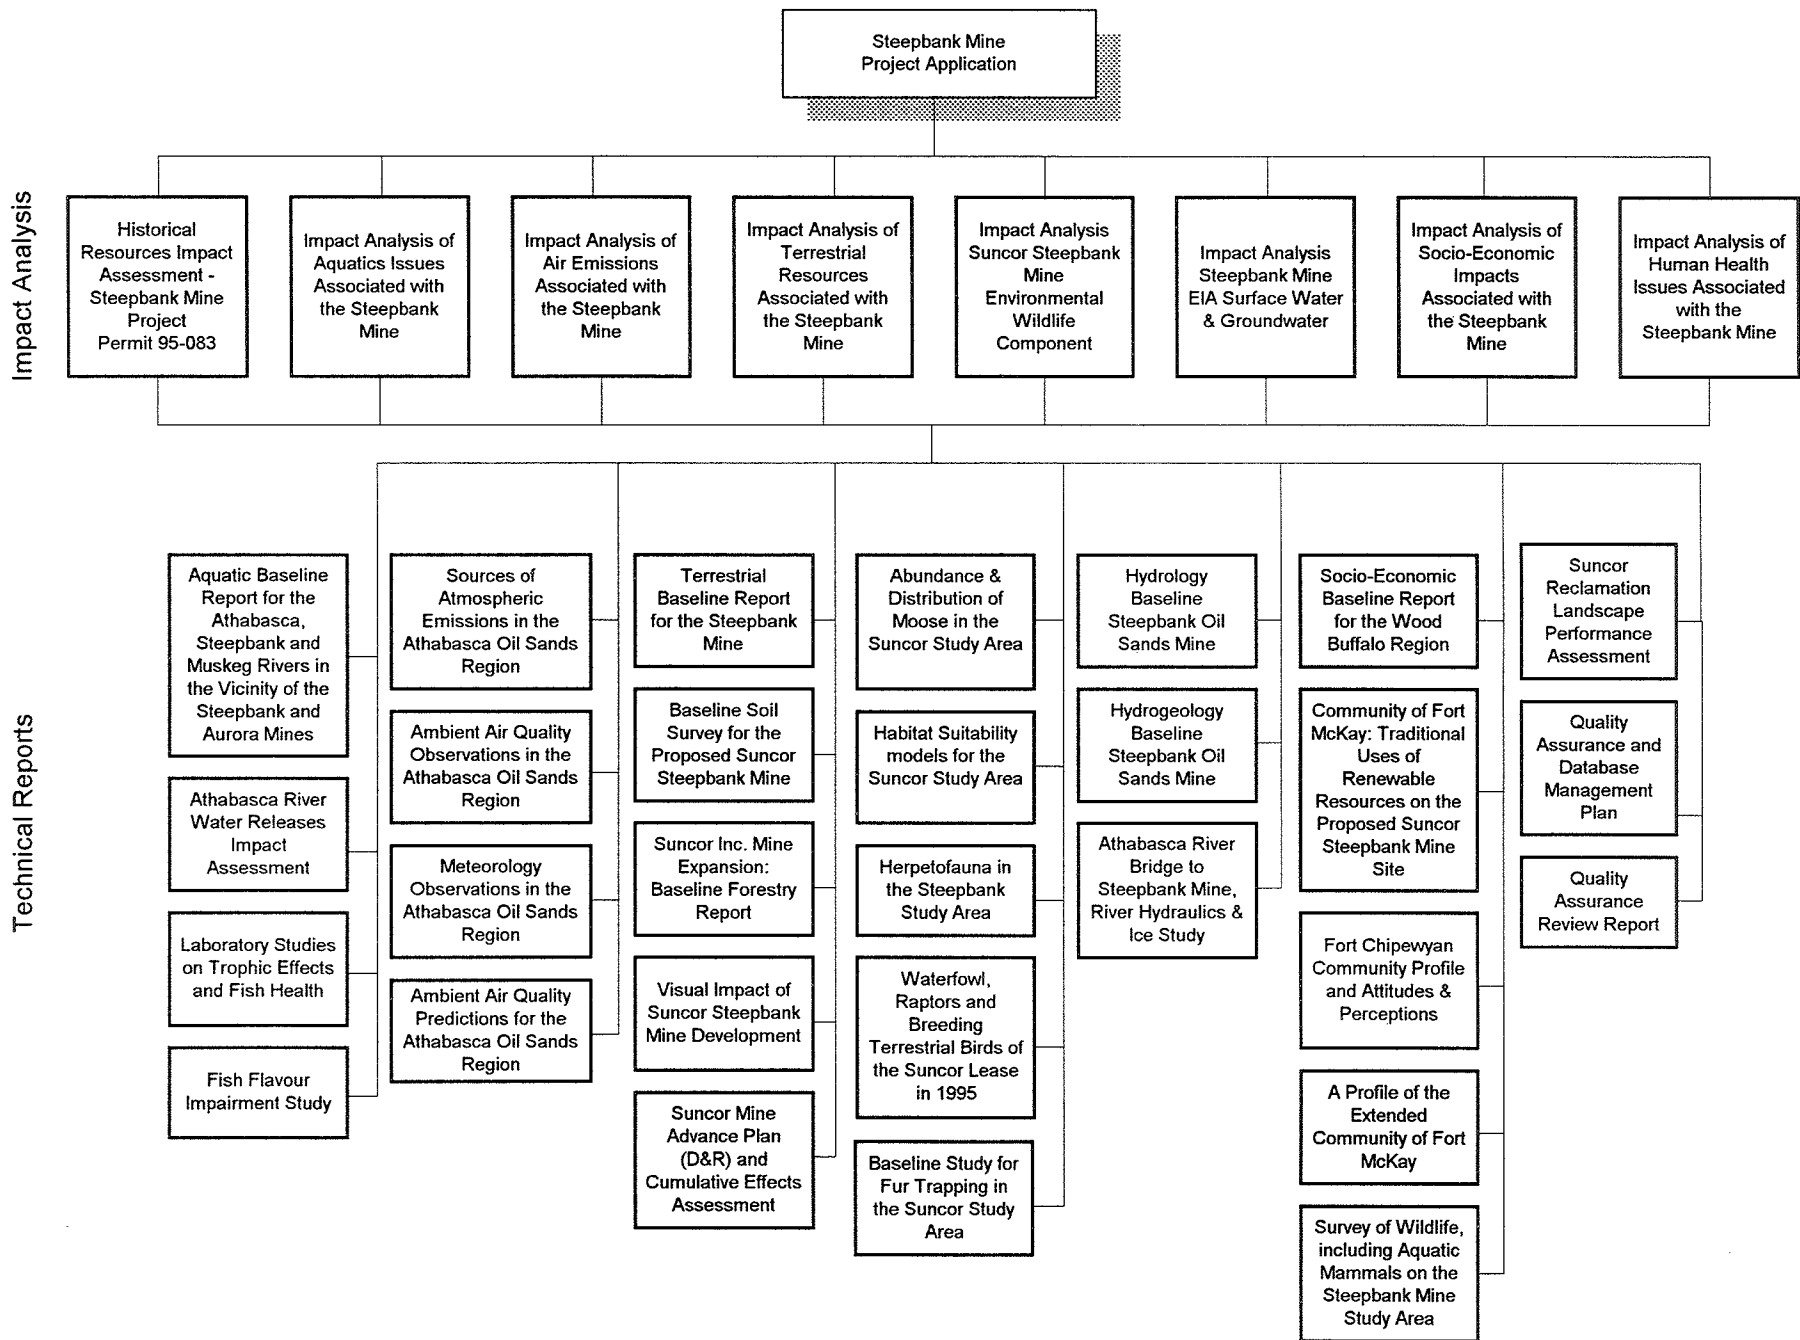 Steepbank Mine
Project Application
Impact Analysis
Historical
Resources Impact
Assessment -
Steepbank Mine
Project
Permit 95-083
Impact Analysis of
Aquatics Issues
Associated with
the Steepbank
Mine
Impact Analysis of
Air Emissions
Associated with
the Steepbank
Mine
Impact Analysis of
Terrestrial
Resources
Associated with
the Steepbank
Mine
Impact Analysis
Suncor Steepbank
Mine
Environmental
Wildlife
Component
Impact Analysis
Steepbank Mine
EIA Surface Water
& Groundwater
Impact Analysis of
Socio-Economic
Impacts
Associated with
the Steepbank
Mine
Impact Analysis of
Human Health
Issues Associated
with the
Steepbank Mine
Technical Reports
Aquatic Baseline
Report for the
Athabasca,
Steepbank and
Muskeg Rivers in
the Vicinity of the
Steepbank and
Aurora Mines
Athabasca River
Water Releases
Impact
Assessment
Laboratory Studies
on Trophic Effects
and Fish Health
Fish Flavour
Impairment Study
Sources of
Atmospheric
Emissions in the
Athabasca Oil Sands
Region
Ambient Air Quality
Observations in the
Athabasca Oil Sands
Region
Meteorology
Observations in the
Athabasca Oil Sands
Region
Ambient Air Quality
Predictions for the
Athabasca Oil Sands
Region
Terrestrial
Baseline Report
for the Steepbank
Mine
Baseline Soil
Survey for the
Proposed Suncor
Steepbank Mine
Suncor Inc. Mine
Expansion:
Baseline Forestry
Report
Visual Impact of
Suncor Steepbank
Mine Development
Suncor Mine
Advance Plan
(D&R) and
Cumulative Effects
Assessment
Abundance &
Distribution of
Moose in the
Suncor Study Area
Habitat Suitability
models for the
Suncor Study Area
Herpetofauna in
the Steepbank
Study Area
Waterfowl,
Raptors and
Breeding
Terrestrial Birds of
the Suncor Lease
in 1995
Baseline Study for
Fur Trapping in
the Suncor Study
Area
Hydrology
Baseline
Steepbank Oil
Sands Mine
Hydrogeology
Baseline
Steepbank Oil
Sands Mine
Athabasca River
Bridge to
Steepbank Mine,
River Hydraulics &
Ice Study
Socio-Economic
Baseline Report
for the Wood
Buffalo Region
Community of Fort
McKay: Traditional
Uses of
Renewable
Resources on the
Proposed Suncor
Steepbank Mine
Site
Fort Chipewyan
Community Profile
and Attitudes &
Perceptions
A Profile of the
Extended
Community of Fort
McKay
Survey of Wildlife,
including Aquatic
Mammals on the
Steepbank Mine
Study Area
Suncor
Reclamation
Landscape
Performance
Assessment
Quality
Assurance and
Database
Management
Plan
Quality
Assurance
Review Report